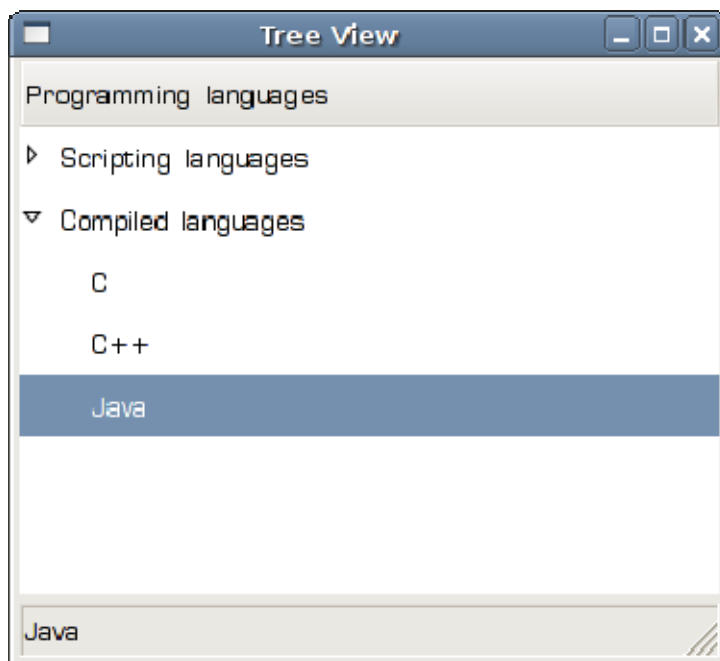 Tree View
Programming languages
Scripting languages
Compiled languages
C
C++
Java
Java